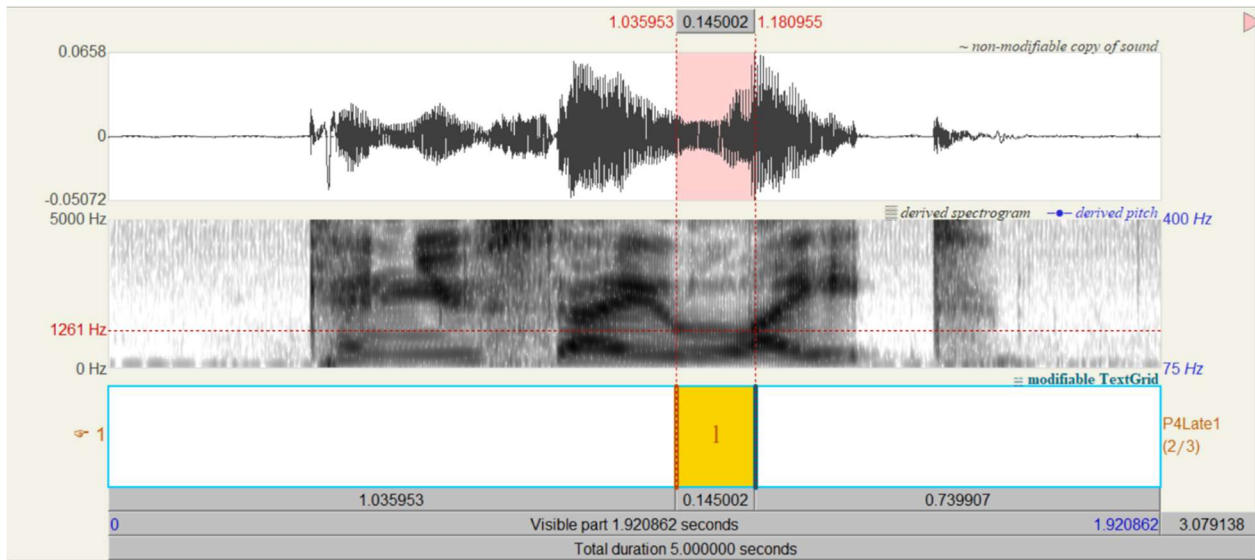 1.035953 0.145002 1.180955
0.0658
~ non-modifiable copy of sound
0
-0.05072
5000 Hz
derived spectrogram derived pitch 400 Hz
1261 Hz
0 Hz 75 Hz
modifiable TextGrid
1 l P4Late1
(2/3)
1.035953 0.145002 0.739907
0 Visible part 1.920862 seconds 1.920862 3.079138
Total duration 5.000000 seconds